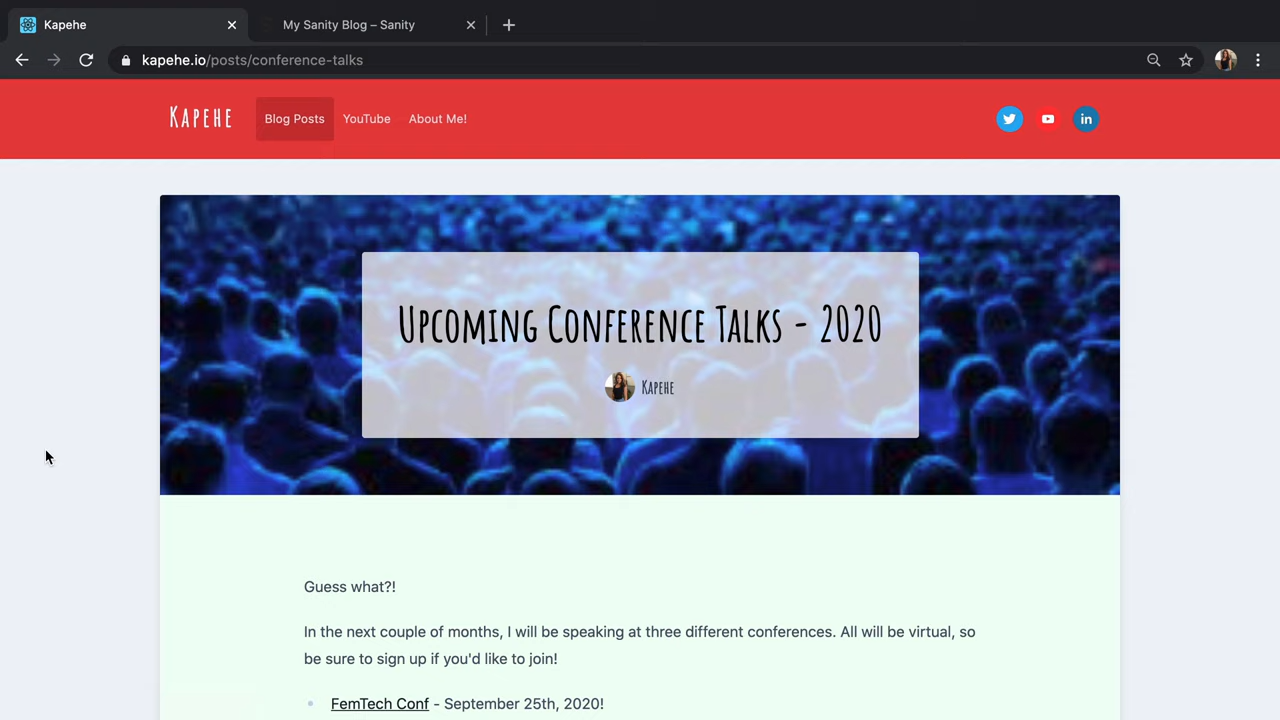 Kapehe
My Sanity Blog – Sanity
kapehe.io/posts/conference-talks
Kapehe
Blog Posts
YouTube
About Me!
in
Upcoming Conference Talks - 2020
Kapehe
Guess what?!
In the next couple of months, I will be speaking at three different conferences. All will be virtual, so
be sure to sign up if you'd like to join!
FemTech Conf - September 25th, 2020!